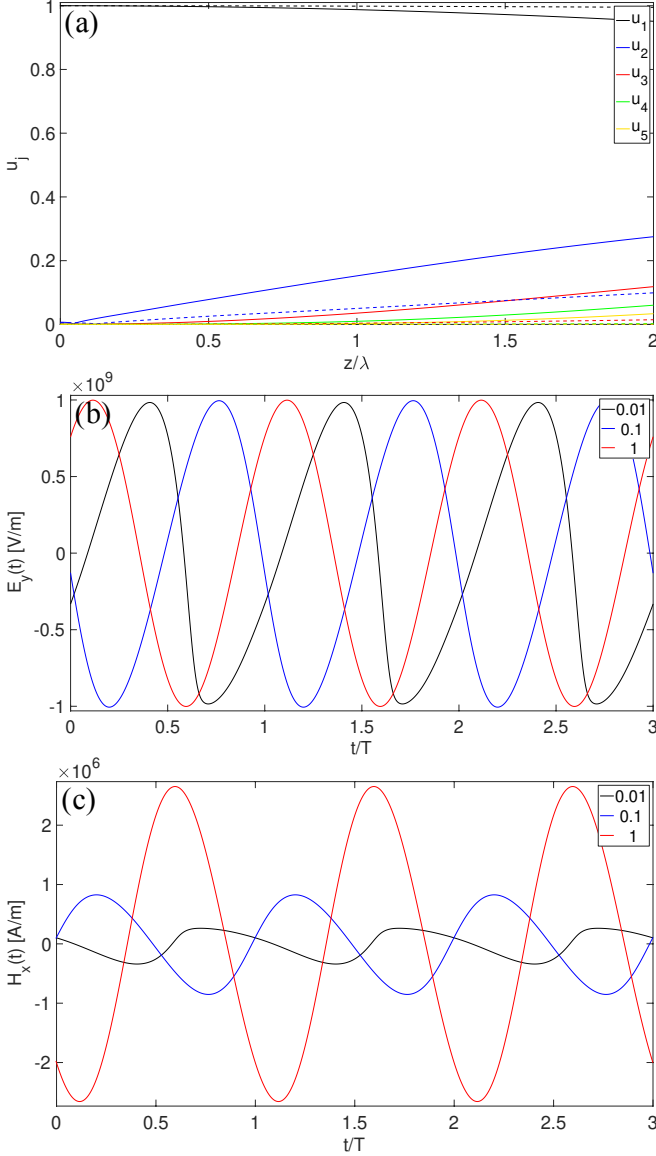 (a)
1
0.8
0.6
0.4
0.2
0
u_j
u_1
u_2
u_3
u_4
u_5
0 0.5 1 1.5 2
z/λ
×10^9
(b)
1
0.5
0
-0.5
-1
E_y(t) [V/m]
0.01
0.1
1
0 0.5 1 1.5 2 2.5 3
t/T
×10^6
(c)
2
1
0
-1
-2
H_x(t) [A/m]
0.01
0.1
1
0 0.5 1 1.5 2 2.5 3
t/T